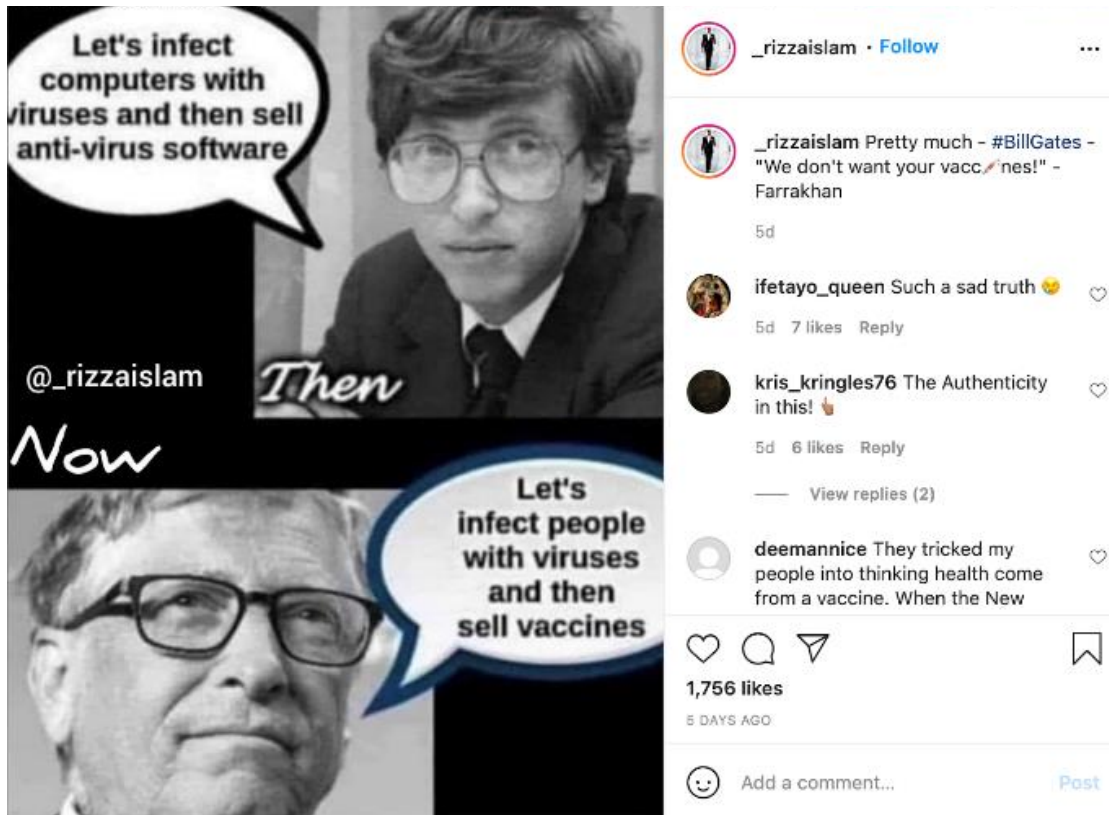 Let's infect
computers with
viruses and then sell
anti-virus software
@_rizzaislam
Then
Now
Let's
infect people
with viruses
and then
sell vaccines
_rizzaislam • Follow
_rizzaislam Pretty much - #BillGates -
"We don't want your vacc💉nes!" -
Farrakhan
5d
ifetayo_queen Such a sad truth 😢
5d 7 likes Reply
kris_kringles76 The Authenticity
in this! 👆🏽
5d 6 likes Reply
View replies (2)
deemannice They tricked my
people into thinking health come
from a vaccine. When the New
1,756 likes
5 DAYS AGO
Add a comment...
Post